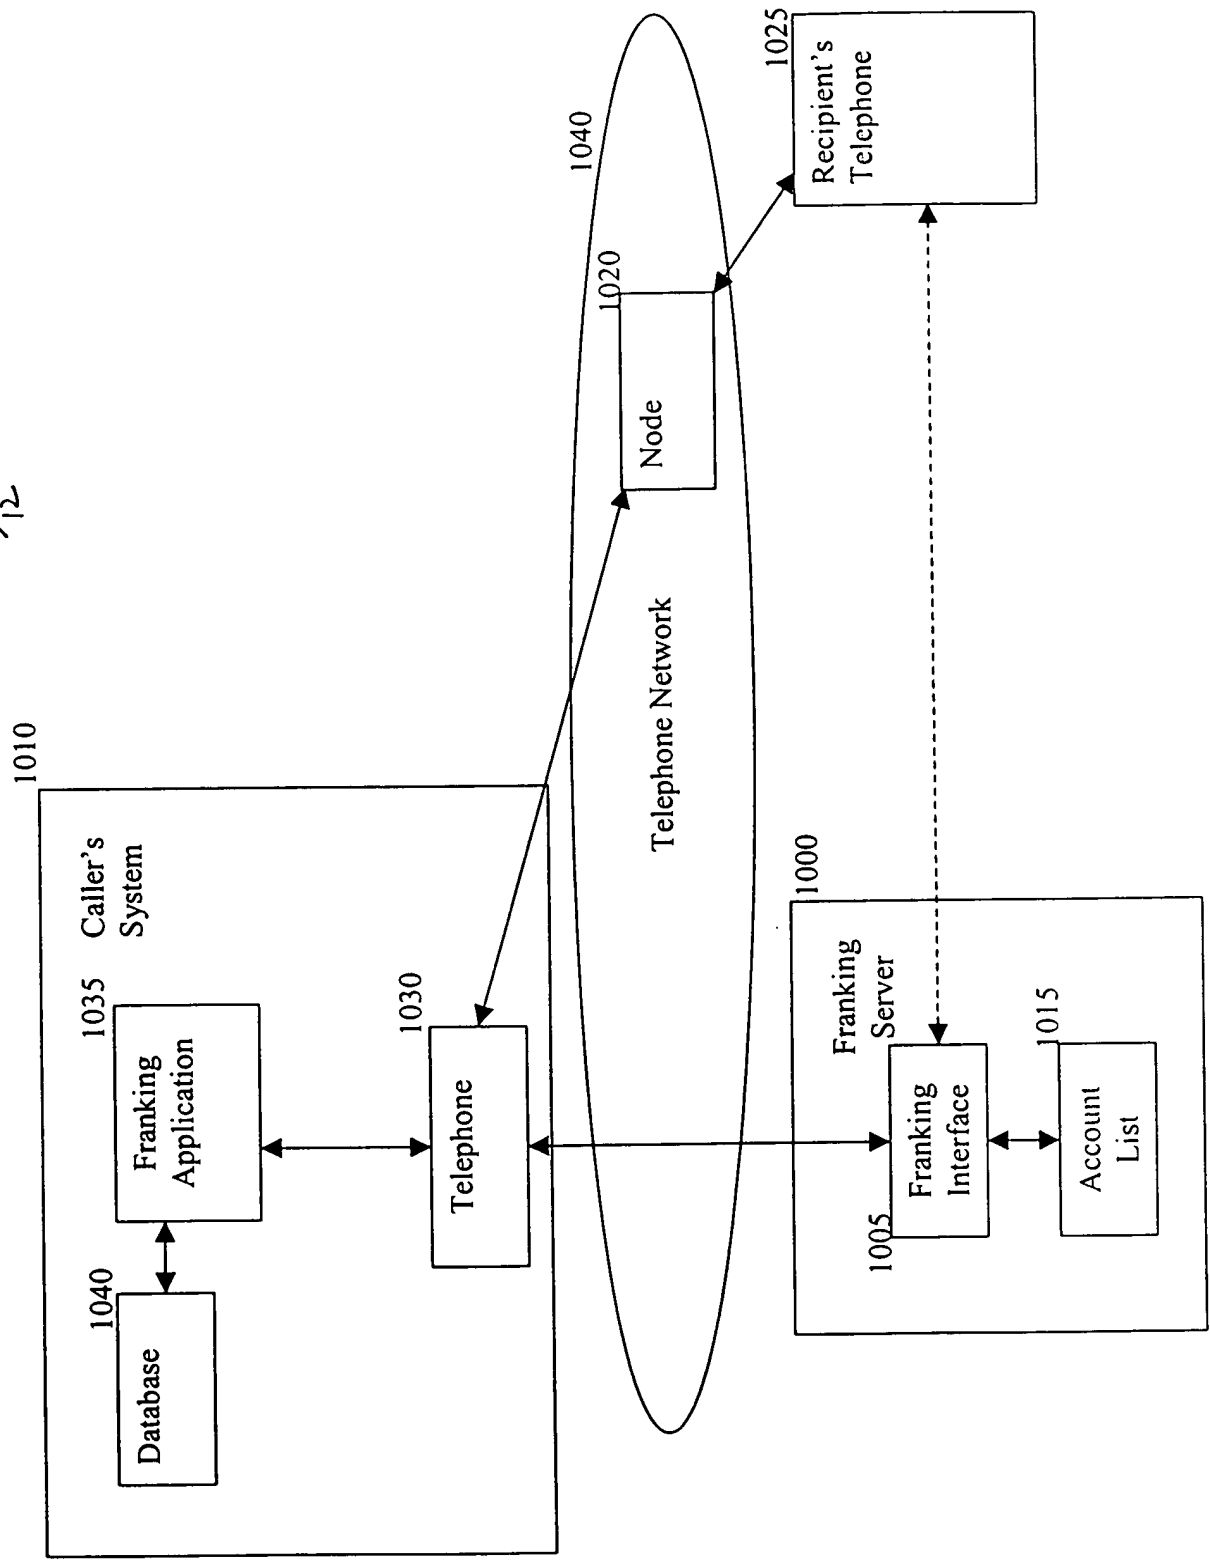 1010
Caller's
System
1035
Franking
Application
1040
Database
1030
Telephone
1040
1020
Node
Telephone Network
1025
Recipient's
Telephone
1000
Franking
Server
1005
Franking
Interface
1015
Account
List